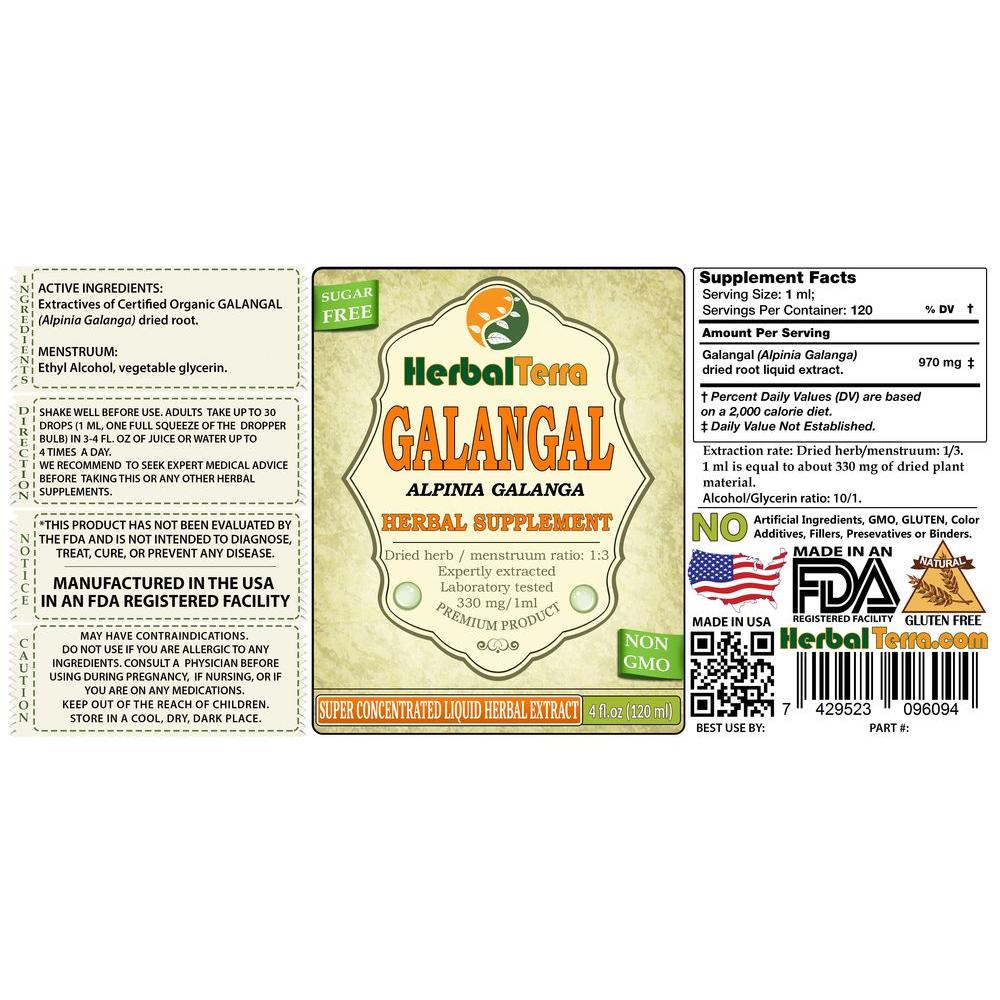 INGREDIENTS
ACTIVE INGREDIENTS:
Extractives of Certified Organic GALANGAL
(Alpinia Galanga) dried root.
MENSTRUUM:
Ethyl Alcohol, vegetable glycerin.
DIRECTION
SHAKE WELL BEFORE USE. ADULTS TAKE UP TO 30
DROPS (1 ML, ONE FULL SQUEEZE OF THE DROPPER
BULB) IN 3-4 FL. OZ OF JUICE OR WATER UP TO
4 TIMES A DAY.
WE RECOMMEND TO SEEK EXPERT MEDICAL ADVICE
BEFORE TAKING THIS OR ANY OTHER HERBAL
SUPPLEMENTS.
NOTICE
*THIS PRODUCT HAS NOT BEEN EVALUATED BY
THE FDA AND IS NOT INTENDED TO DIAGNOSE,
TREAT, CURE, OR PREVENT ANY DISEASE.
MANUFACTURED IN THE USA
IN AN FDA REGISTERED FACILITY
CAUTION
MAY HAVE CONTRAINDICATIONS.
DO NOT USE IF YOU ARE ALLERGIC TO ANY
INGREDIENTS. CONSULT A PHYSICIAN BEFORE
USING DURING PREGNANCY, IF NURSING, OR IF
YOU ARE ON ANY MEDICATIONS.
KEEP OUT OF THE REACH OF CHILDREN.
STORE IN A COOL, DRY, DARK PLACE.
SUGAR
FREE
HerbalTerra
GALANGAL
ALPINIA GALANGA
HERBAL SUPPLEMENT
Dried herb / menstruum ratio: 1:3
Expertly extracted
Laboratory tested
330 mg/1ml
PREMIUM PRODUCT
NON
GMO
SUPER CONCENTRATED LIQUID HERBAL EXTRACT
4 fl.oz (120 ml)
Supplement Facts
Serving Size: 1 ml;
Servings Per Container: 120 % DV †
Amount Per Serving
Galangal (Alpinia Galanga)
dried root liquid extract. 970 mg ‡
† Percent Daily Values (DV) are based
on a 2,000 calorie diet.
‡ Daily Value Not Established.
Extraction rate: Dried herb/menstruum: 1/3.
1 ml is equal to about 330 mg of dried plant
material.
Alcohol/Glycerin ratio: 10/1.
NO Artificial Ingredients, GMO, GLUTEN, Color
Additives, Fillers, Presevatives or Binders.
MADE IN USA
MADE IN AN
FDA
REGISTERED FACILITY
NATURAL
GLUTEN FREE
HerbalTerra.com
7 429523 096094
BEST USE BY: PART #: